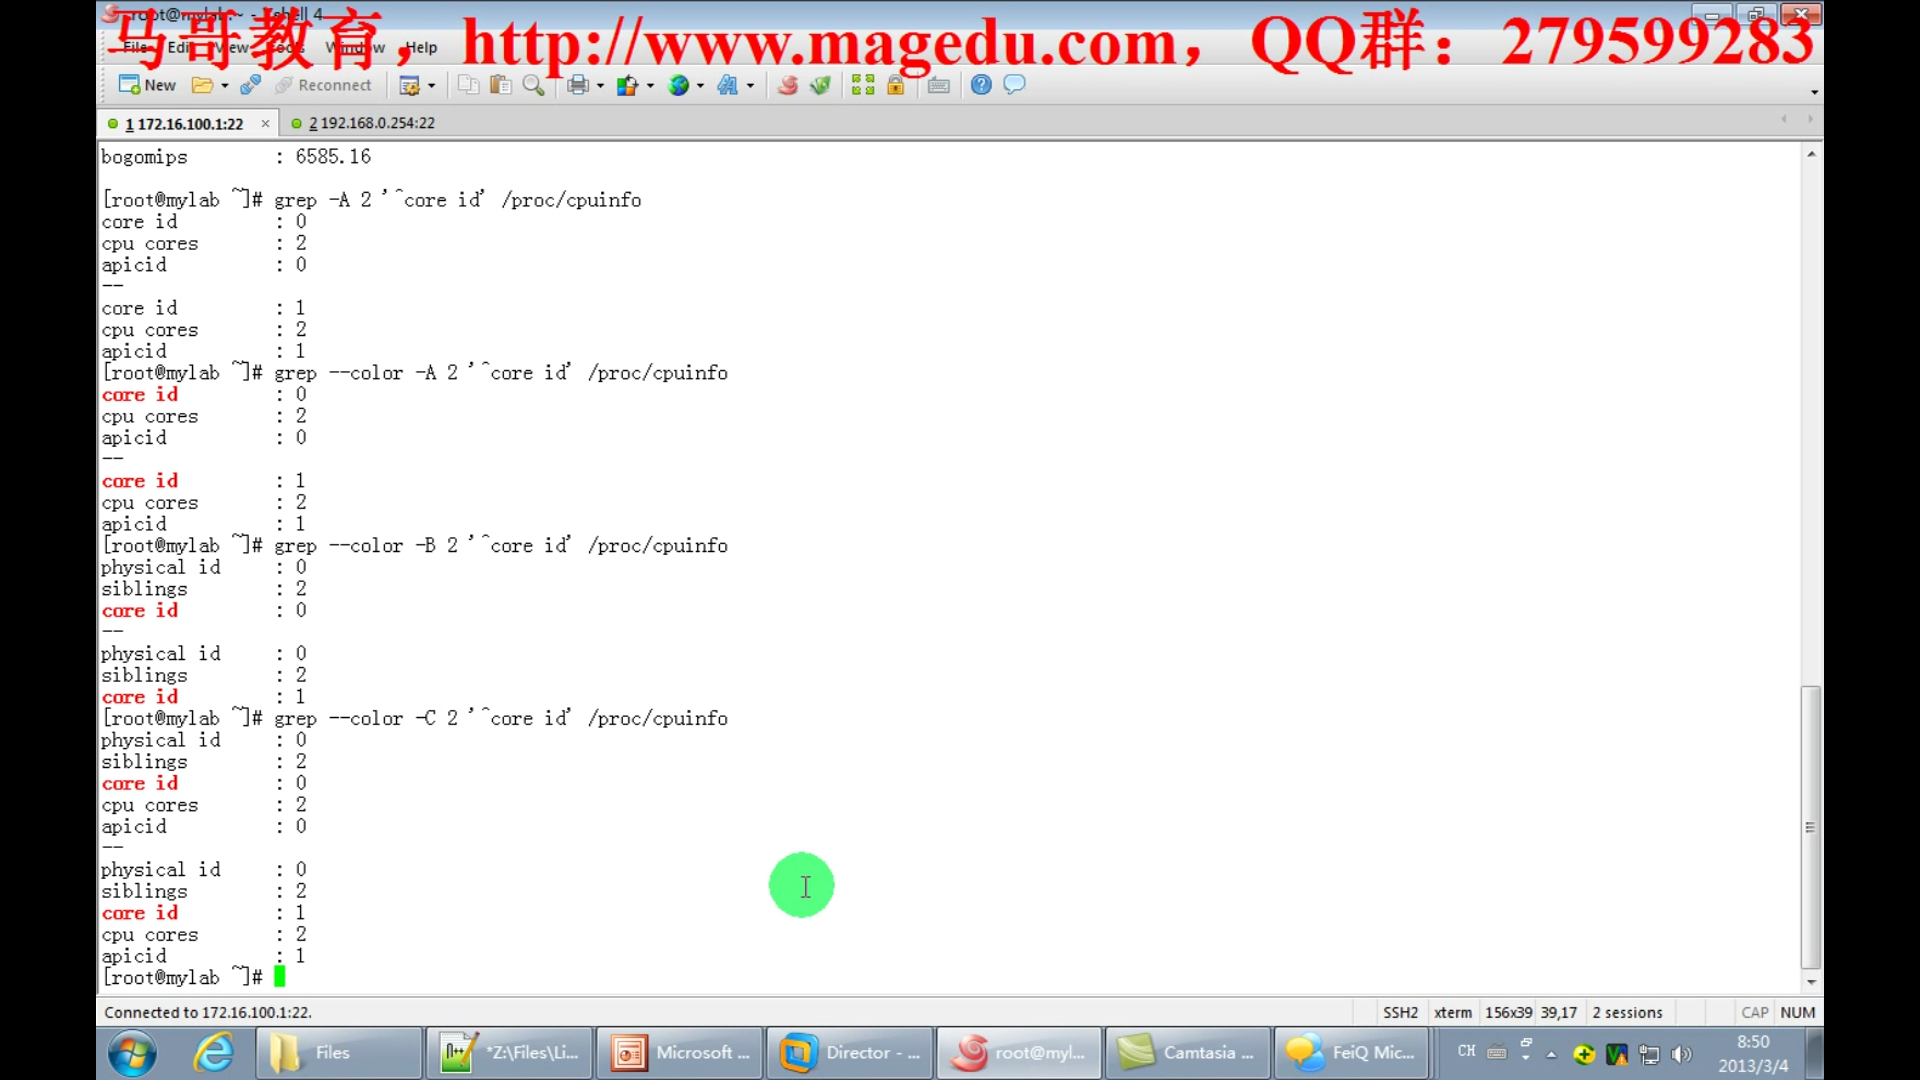 root@mylab:~ - Xshell 4
马哥教育，http://www.magedu.com，QQ群：279599283
File Edit View Tools Window Help
New Reconnect
1 172.16.100.1:22 × 2 192.168.0.254:22
bogomips : 6585.16
[root@mylab ~]# grep -A 2 '^core id' /proc/cpuinfo
core id : 0
cpu cores : 2
apicid : 0
--
core id : 1
cpu cores : 2
apicid : 1
[root@mylab ~]# grep --color -A 2 '^core id' /proc/cpuinfo
core id : 0
cpu cores : 2
apicid : 0
--
core id : 1
cpu cores : 2
apicid : 1
[root@mylab ~]# grep --color -B 2 '^core id' /proc/cpuinfo
physical id : 0
siblings : 2
core id : 0
--
physical id : 0
siblings : 2
core id : 1
[root@mylab ~]# grep --color -C 2 '^core id' /proc/cpuinfo
physical id : 0
siblings : 2
core id : 0
cpu cores : 2
apicid : 0
--
physical id : 0
siblings : 2
core id : 1
cpu cores : 2
apicid : 1
[root@mylab ~]#
Connected to 172.16.100.1:22. SSH2 xterm 156x39 39,17 2 sessions CAP NUM
Files *Z:\Files\Li... Microsoft ... Director - ... root@myl... Camtasia ... FeiQ Mic... CH 8:50
2013/3/4